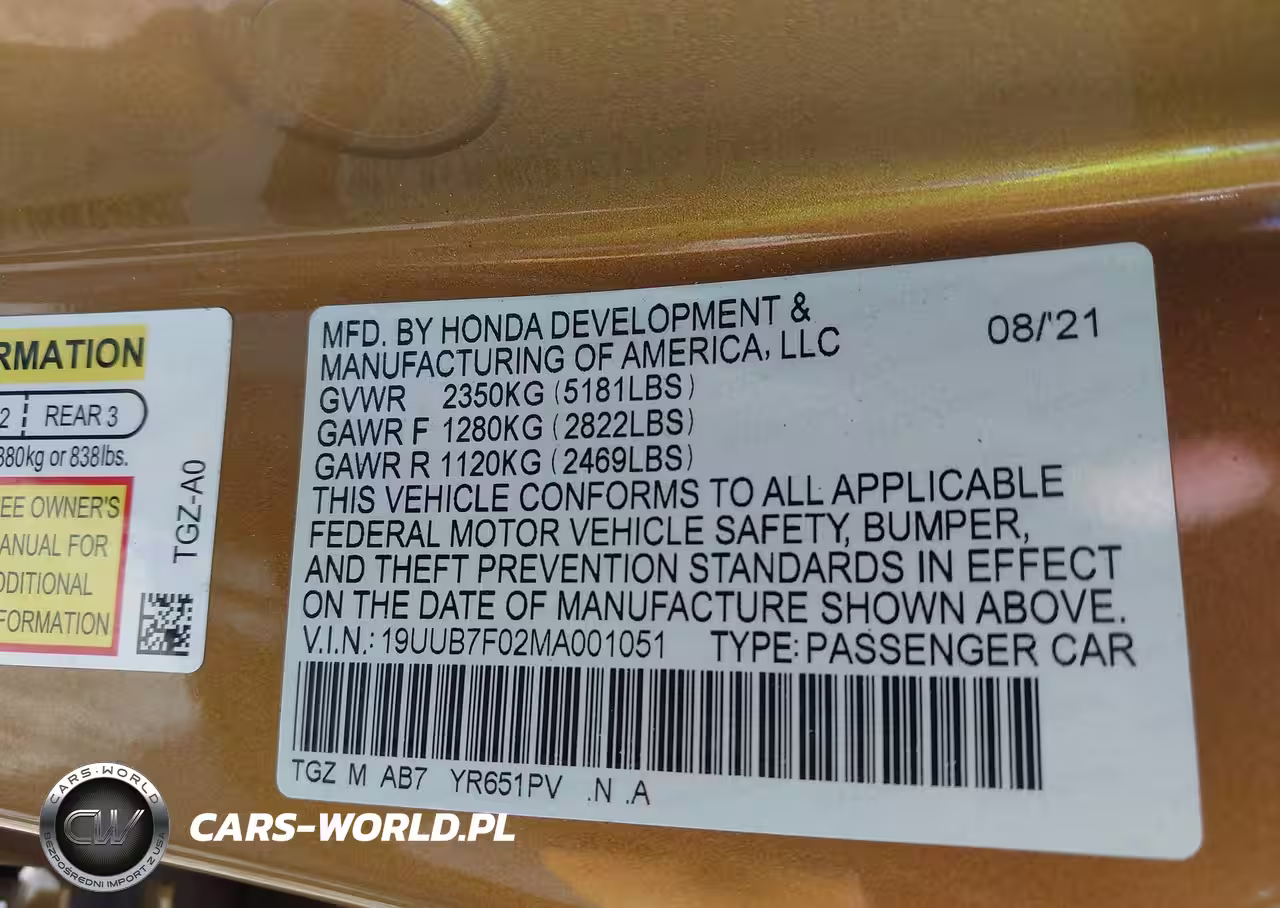 RMATION
2 REAR 3
380kg or 838lbs.
EE OWNER'S
ANUAL FOR
DDITIONAL
FORMATION
TGZ-A0
MFD. BY HONDA DEVELOPMENT &
MANUFACTURING OF AMERICA, LLC
08/'21
GVWR 2350KG (5181LBS)
GAWR F 1280KG (2822LBS)
GAWR R 1120KG (2469LBS)
THIS VEHICLE CONFORMS TO ALL APPLICABLE
FEDERAL MOTOR VEHICLE SAFETY, BUMPER,
AND THEFT PREVENTION STANDARDS IN EFFECT
ON THE DATE OF MANUFACTURE SHOWN ABOVE.
V.I.N.: 19UUB7F02MA001051 TYPE: PASSENGER CAR
TGZ M AB7 YR651PV .N .A
CARS-WORLD
CW
BEZPOŚREDNI IMPORT Z USA
CARS-WORLD.PL